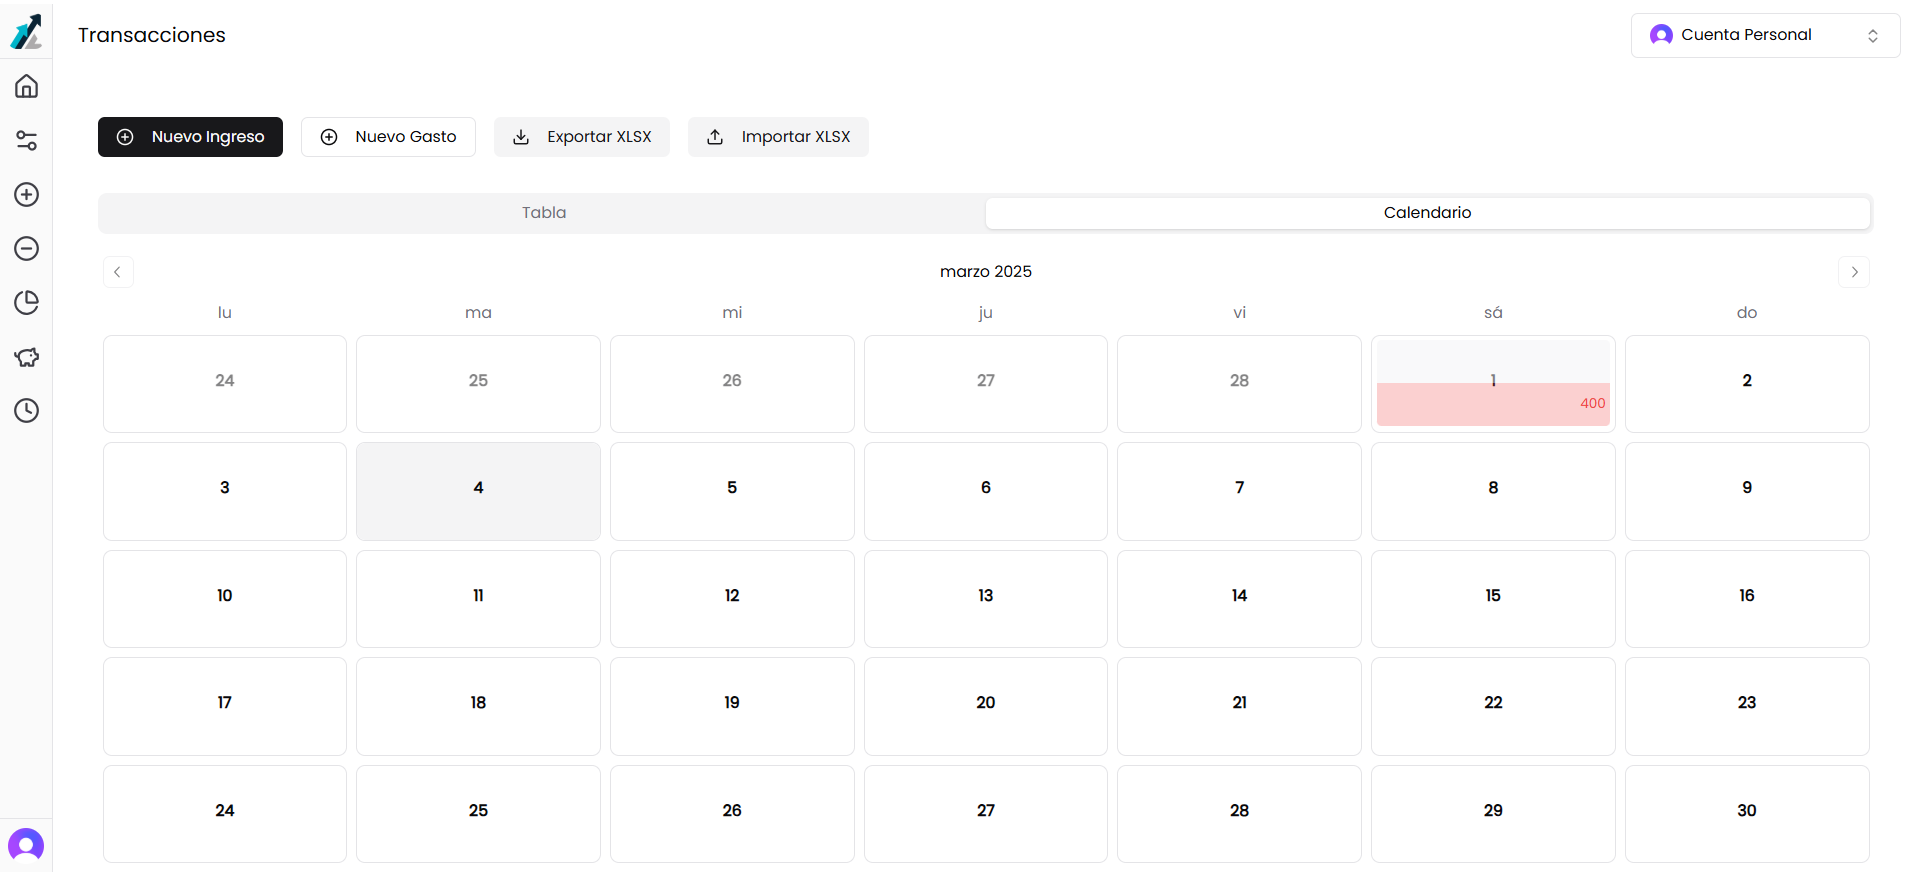 Transacciones
Cuenta Personal
Nuevo Ingreso
Nuevo Gasto
Exportar XLSX
Importar XLSX
Tabla
Calendario
marzo 2025
lu ma mi ju vi sá do
24 25 26 27 28 1 2
400
3 4 5 6 7 8 9
10 11 12 13 14 15 16
17 18 19 20 21 22 23
24 25 26 27 28 29 30